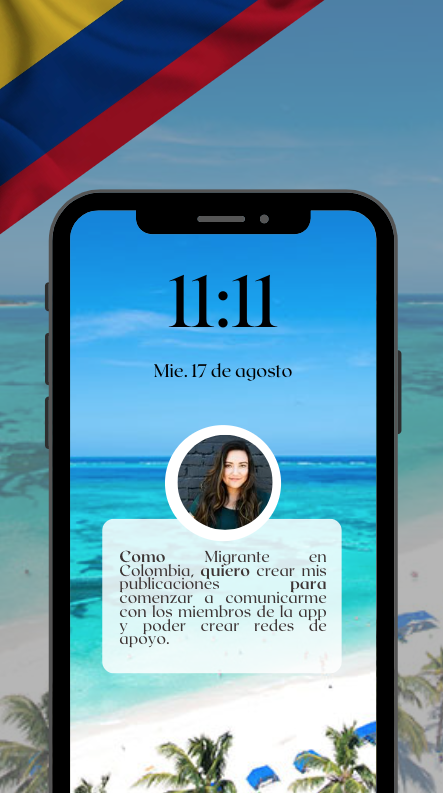 11:11
Mie. 17 de agosto
Como Migrante en
Colombia, quiero crear mis
publicaciones para
comenzar a comunicarme
con los miembros de la app
y poder crear redes de
apoyo.